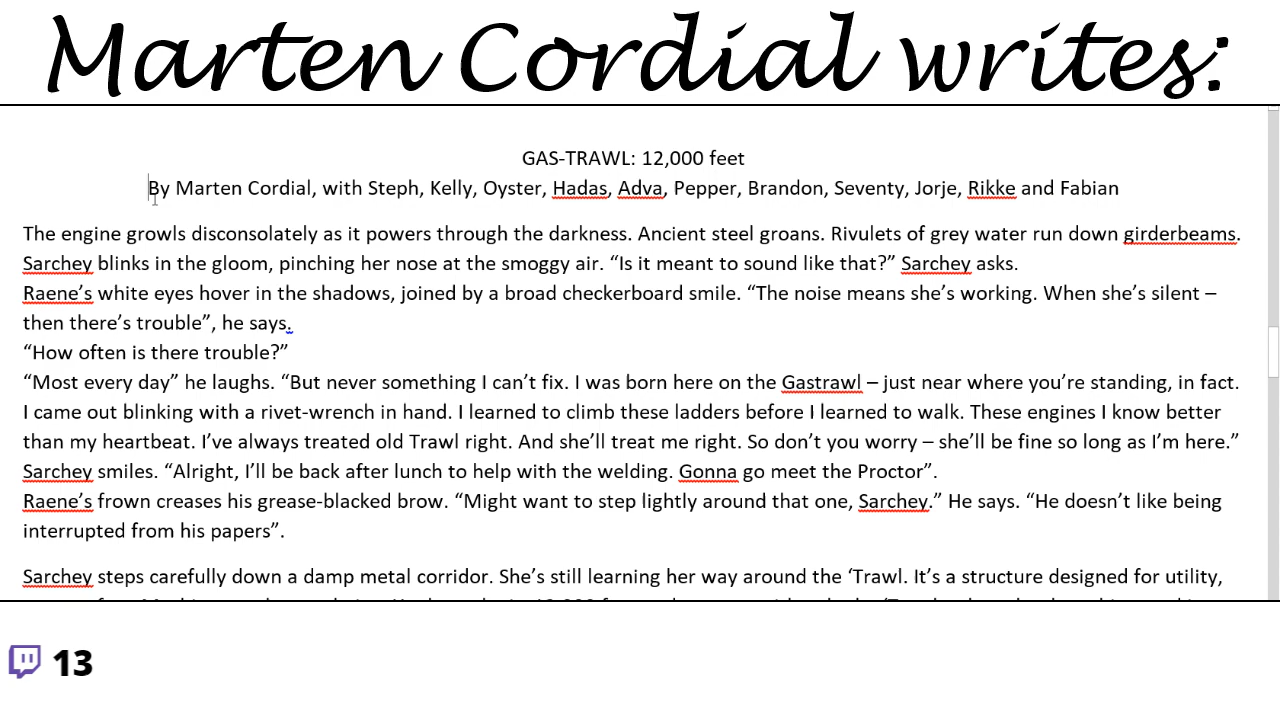 Marten Cordial writes:
GAS-TRAWL: 12,000 feet
By Marten Cordial, with Steph, Kelly, Oyster, Hadas, Adva, Pepper, Brandon, Seventy, Jorje, Rikke and Fabian
The engine growls disconsolately as it powers through the darkness. Ancient steel groans. Rivulets of grey water run down girderbeams.
Sarchey blinks in the gloom, pinching her nose at the smoggy air. “Is it meant to sound like that?” Sarchey asks.
Raene’s white eyes hover in the shadows, joined by a broad checkerboard smile. “The noise means she’s working. When she’s silent –
then there’s trouble”, he says.
“How often is there trouble?”
“Most every day” he laughs. “But never something I can’t fix. I was born here on the Gastrawl – just near where you’re standing, in fact.
I came out blinking with a rivet-wrench in hand. I learned to climb these ladders before I learned to walk. These engines I know better
than my heartbeat. I’ve always treated old Trawl right. And she’ll treat me right. So don’t you worry – she’ll be fine so long as I’m here.”
Sarchey smiles. “Alright, I’ll be back after lunch to help with the welding. Gonna go meet the Proctor”.
Raene’s frown creases his grease-blacked brow. “Might want to step lightly around that one, Sarchey.” He says. “He doesn’t like being
interrupted from his papers”.
Sarchey steps carefully down a damp metal corridor. She’s still learning her way around the ‘Trawl. It’s a structure designed for utility,
13